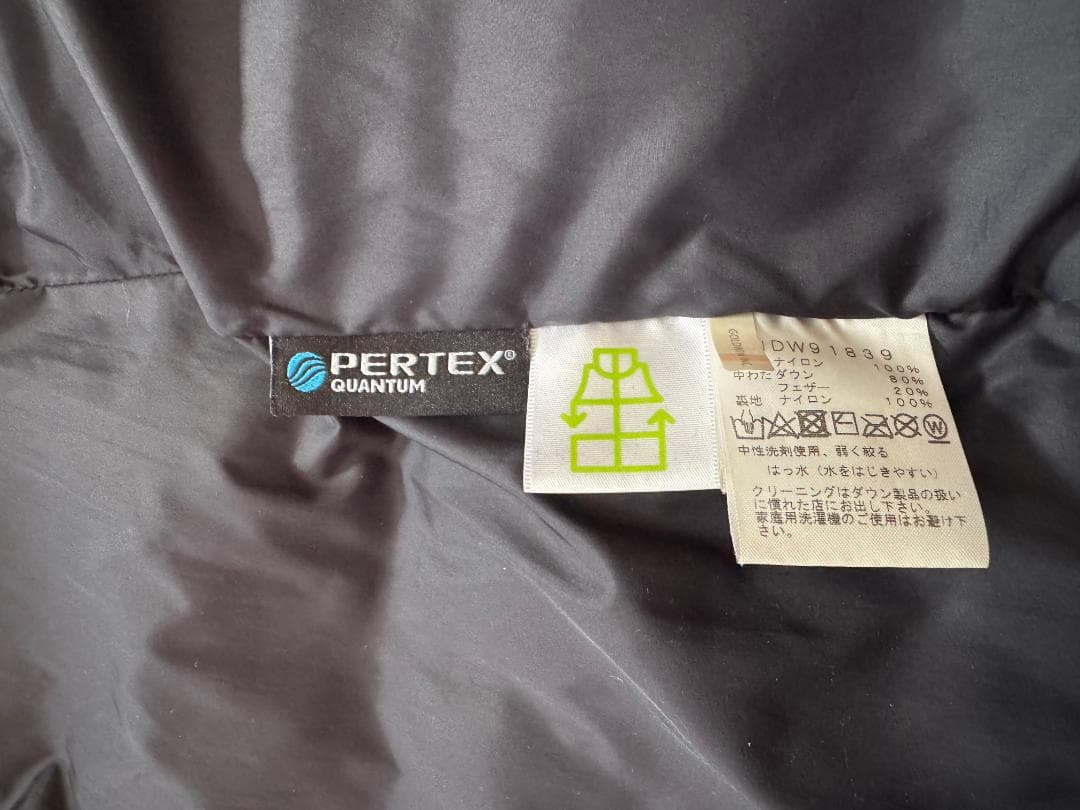 PERTEX®
QUANTUM
GOLDWIN
DW91839
ナイロン 100%
中わた ダウン 80%
フェザー 20%
裏地 ナイロン 100%
W
中性洗剤使用、弱く絞る
はっ水(水をはじきやすい)
クリーニングはダウン製品の扱い
に慣れた店にお出し下さい。
家庭用洗濯機のご使用はお避け下
さい。